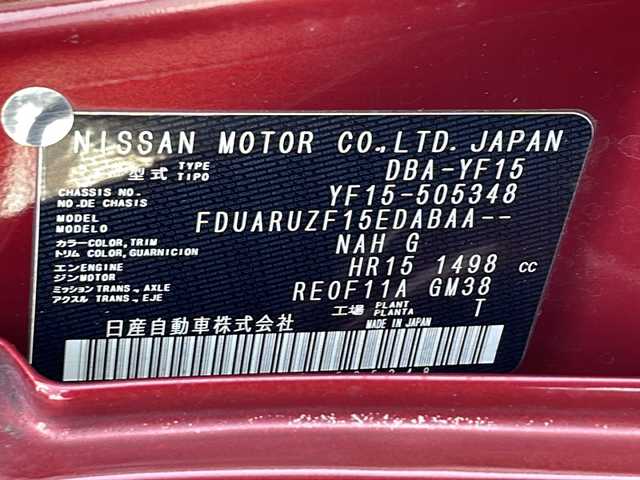 NISSAN MOTOR CO.,LTD. JAPAN
型式 TYPE TIPO DBA-YF15
CHASSIS NO. NO. DE CHASIS YF15-505348
MODEL MODELO FDUARUZF15EDABAA--
カラー COLOR, TRIM トリム COLOR, GUARNICION NAH G
エンジン ENGINE MOTOR HR15 1498 CC
ミッション TRANS., AXLE アクスル TRANS., EJE RE0F11A GM38
工場 PLANT PLANTA T
日産自動車株式会社 MADE IN JAPAN